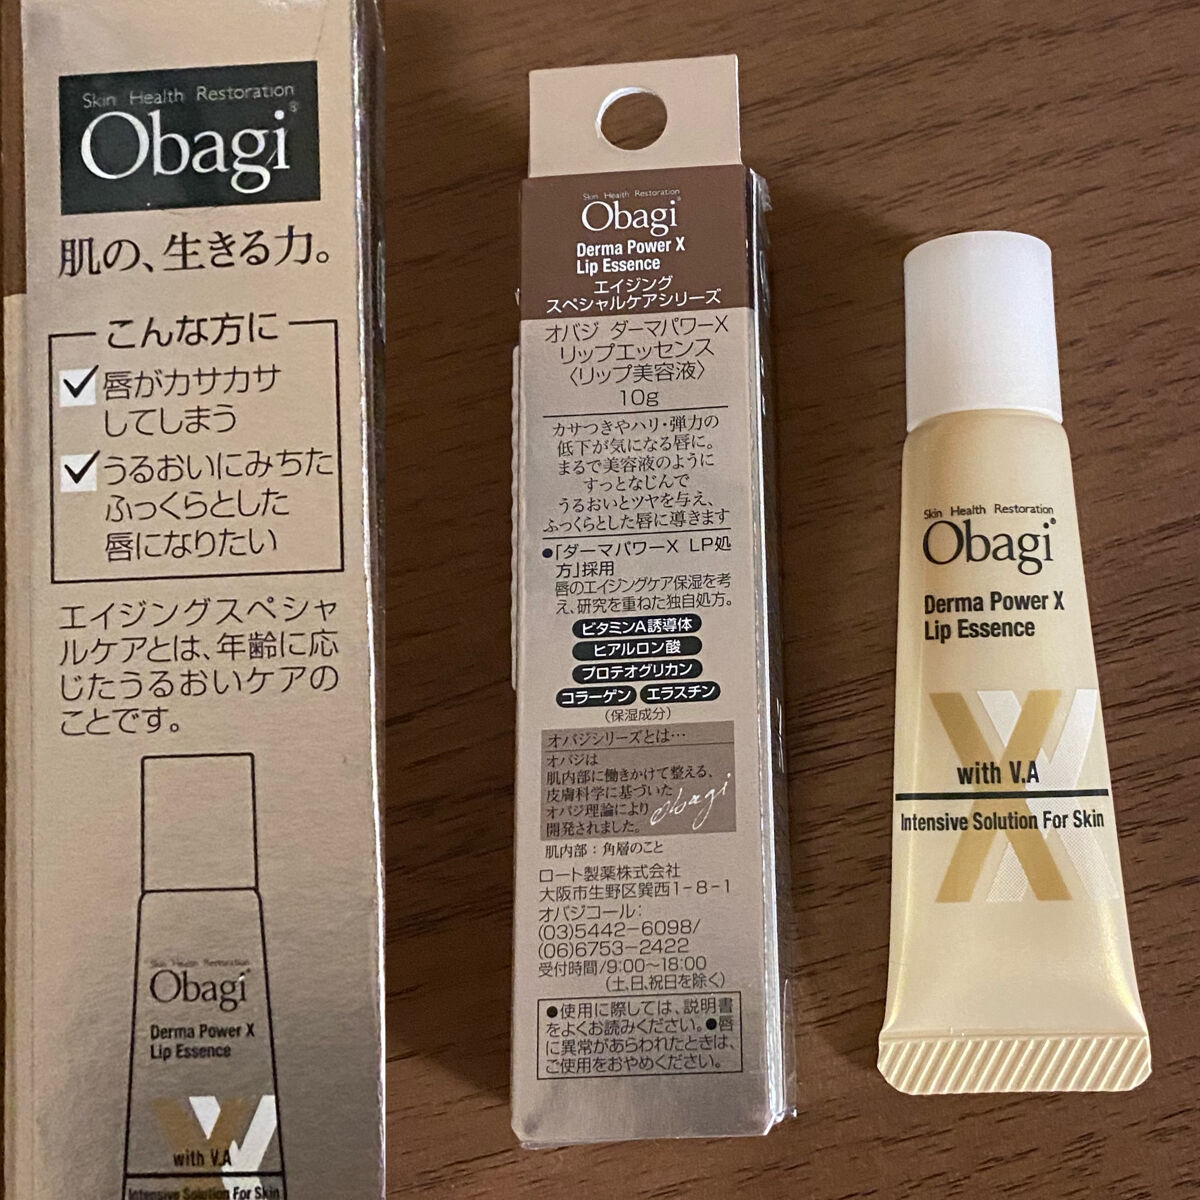 Skin Health Restoration
Obagi®
肌の、生きる力。
こんな方に
唇がカサカサ
してしまう
うるおいにみちた
ふっくらとした
唇になりたい
エイジングスペシャ
ルケアとは、年齢に応
じたうるおいケアの
ことです。
Skin Health Restoration
Obagi®
Derma Power X
Lip Essence
with V.A
Intensive Solution For Skin
Skin Health Restoration
Obagi®
Derma Power X
Lip Essence
エイジング
スペシャルケアシリーズ
オバジ ダーマパワーX
リップエッセンス
〈リップ美容液〉
10g
カサつきやハリ・弾力の
低下が気になる唇に。
まるで美容液のように
すっとなじんで
うるおいとツヤを与え、
ふっくらとした唇に導きます
●「ダーマパワーX LP処
方」採用
唇のエイジングケア保湿を考
え、研究を重ねた独自処方。
ビタミンA誘導体
ヒアルロン酸
プロテオグリカン
コラーゲン エラスチン
(保湿成分)
オバジシリーズとは…
オバジは
肌内部に働きかけて整える、
皮膚科学に基づいた
オバジ理論により
開発されました。
obagi
肌内部：角層のこと
ロート製薬株式会社
大阪市生野区巽西1-8-1
オバジコール：
(03)5442-6098/
(06)6753-2422
受付時間/9:00〜18:00
(土、日、祝日を除く)
●使用に際しては、説明書
をよくお読みください。●唇
に異常があらわれたときは、
ご使用をおやめください。
Skin Health Restoration
Obagi®
Derma Power X
Lip Essence
X
with V.A
Intensive Solution For Skin